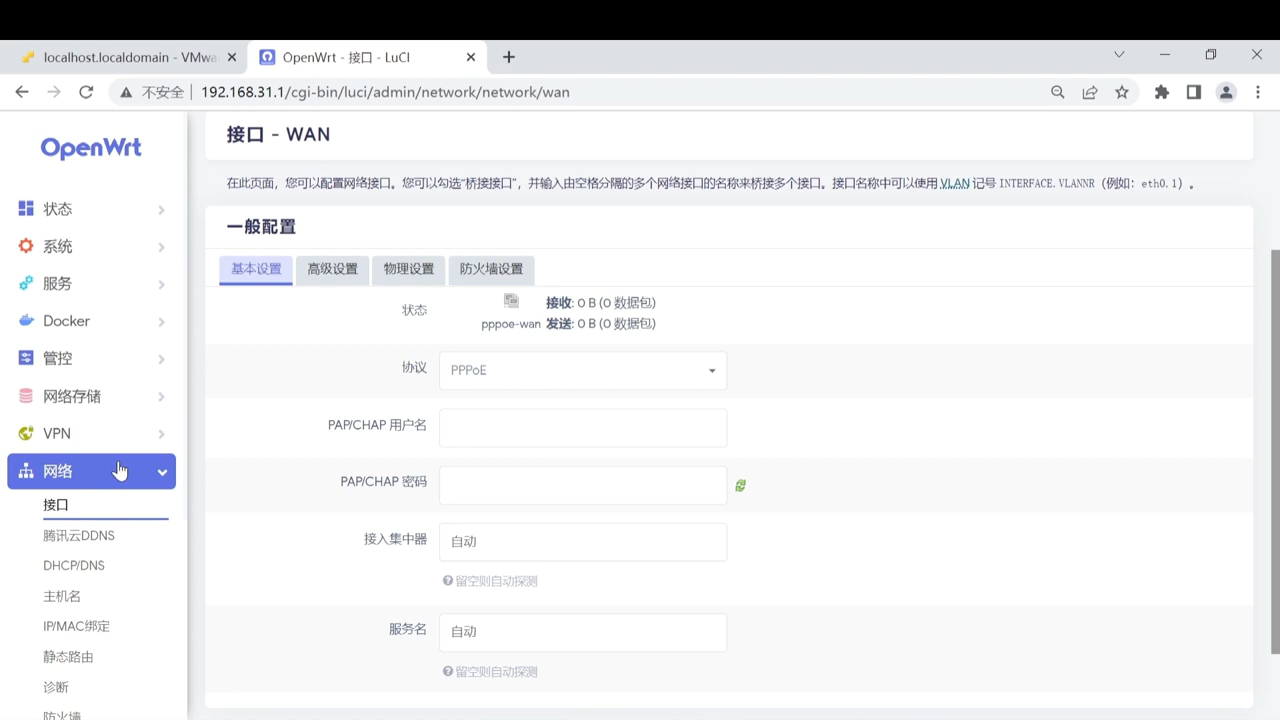 localhost.localdomain - VMwa
OpenWrt - 接口 - LuCI
不安全
192.168.31.1/cgi-bin/luci/admin/network/network/wan
OpenWrt
状态
系统
服务
Docker
管控
网络存储
VPN
网络
接口
腾讯云DDNS
DHCP/DNS
主机名
IP/MAC绑定
静态路由
诊断
防火墙
接口 - WAN
在此页面，您可以配置网络接口。您可以勾选“桥接接口”，并输入由空格分隔的多个网络接口的名称来桥接多个接口。接口名称中可以使用 VLAN 记号 INTERFACE.VLANNR（例如：eth0.1）。
一般配置
基本设置 高级设置 物理设置 防火墙设置
状态
接收: 0 B (0 数据包)
pppoe-wan 发送: 0 B (0 数据包)
协议 PPPoE
PAP/CHAP 用户名
PAP/CHAP 密码
接入集中器 自动
留空则自动探测
服务名 自动
留空则自动探测